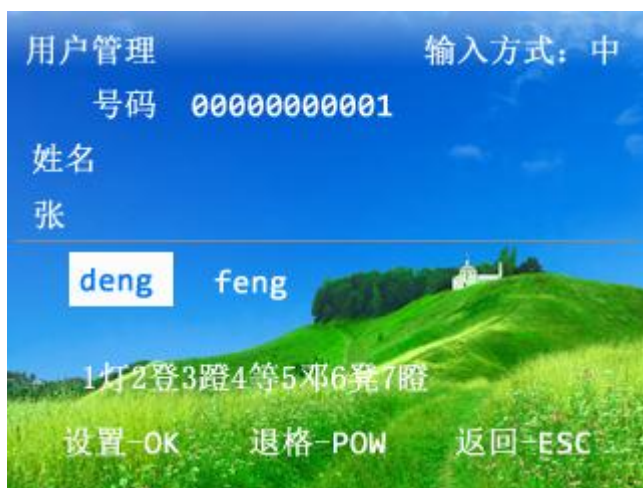 用户管理 输入方式：中
号码 00000000001
姓名
张
deng feng
1灯2登3蹬4等5邓6凳7瞪
设置-OK 退格-POW 返回-ESC